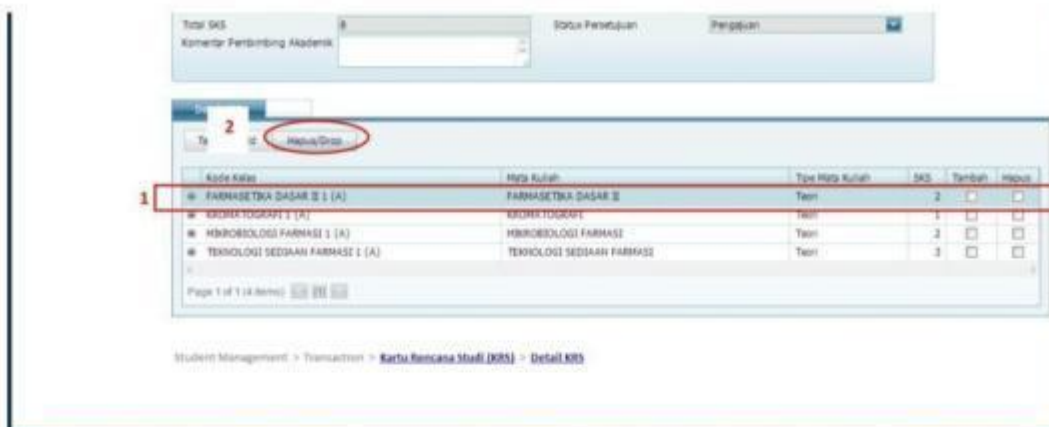 Total SKS 8 Status Persetujuan Pengajuan
Komentar Pembimbing Akademik
2
Hapus/Drop
Kode Kelas Mata Kuliah Tipe Mata Kuliah SKS Tambah Hapus
1
FARMASETIKA DASAR II 1 (A) FARMASETIKA DASAR II Teori 2
KROMATOGRAFI 1 (A) KROMATOGRAFI Teori 1
MIKROBIOLOGI FARMASI 1 (A) MIKROBIOLOGI FARMASI Teori 2
TEKNOLOGI SEDIAAN FARMASI 1 (A) TEKNOLOGI SEDIAAN FARMASI Teori 3
Page 1 of 1 (4 items) [1]
Student Management > Transaction > Kartu Rencana Studi (KRS) > Detail KRS